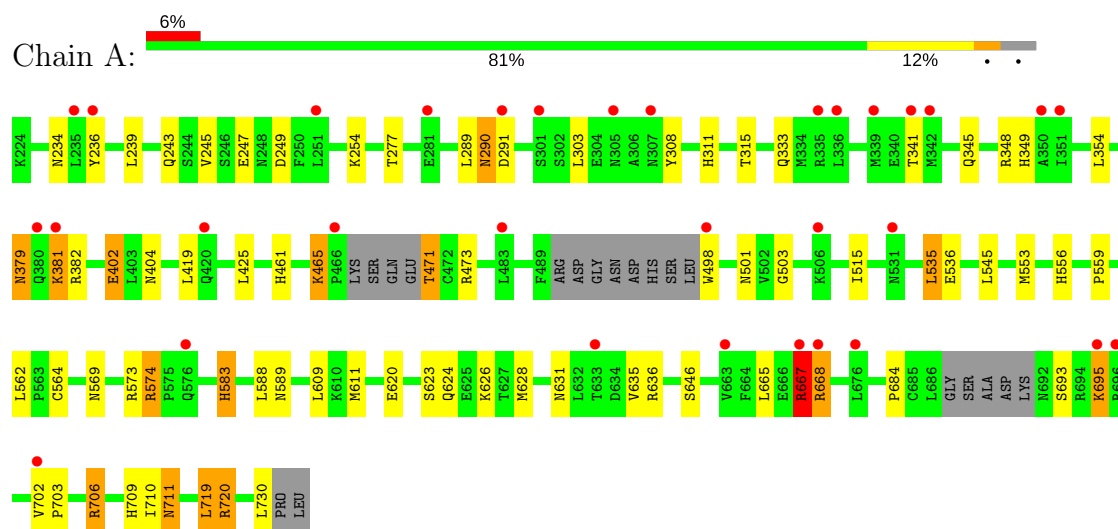 6%
Chain A:
81% 12% • •
K224 N234 L235 Y236 L239 Q243 S244 V245 S246 E247 N248 D249 F250 L251 K254 T277 E281 L289 N290 D291 S301 S302 L303 E304 N305 A306 N307 Y308 H311 T315 Q333 M334 R335 L336 M339 E340 T341 M342 Q345 R348 H349 A350 I351 L354
N379 Q380 K381 R382 E402 L403 N404 L419 Q420 L425 H461 K465 P466 LYS SER GLN GLU T471 C472 R473 L483 F489 ARG ASP GLY ASN ASP HIS SER LEU W498 N501 V502 G503 K506 I515 N531 L535 E536 L545 M553 H556 P559
L562 P563 C564 N569 R573 R574 P575 Q576 H583 L588 N589 L609 K610 M611 E620 S623 Q624 E625 K626 T627 M628 N631 L632 T633 D634 V635 R636 S646 V663 F664 L665 E666 R667 R668 L676 P684 C685 L686 GLY SER ALA ASP LYS N692 S693 R694 K695 R696
V702 P703 R706 H709 I710 N711 L719 R720 L730 PRO LEU